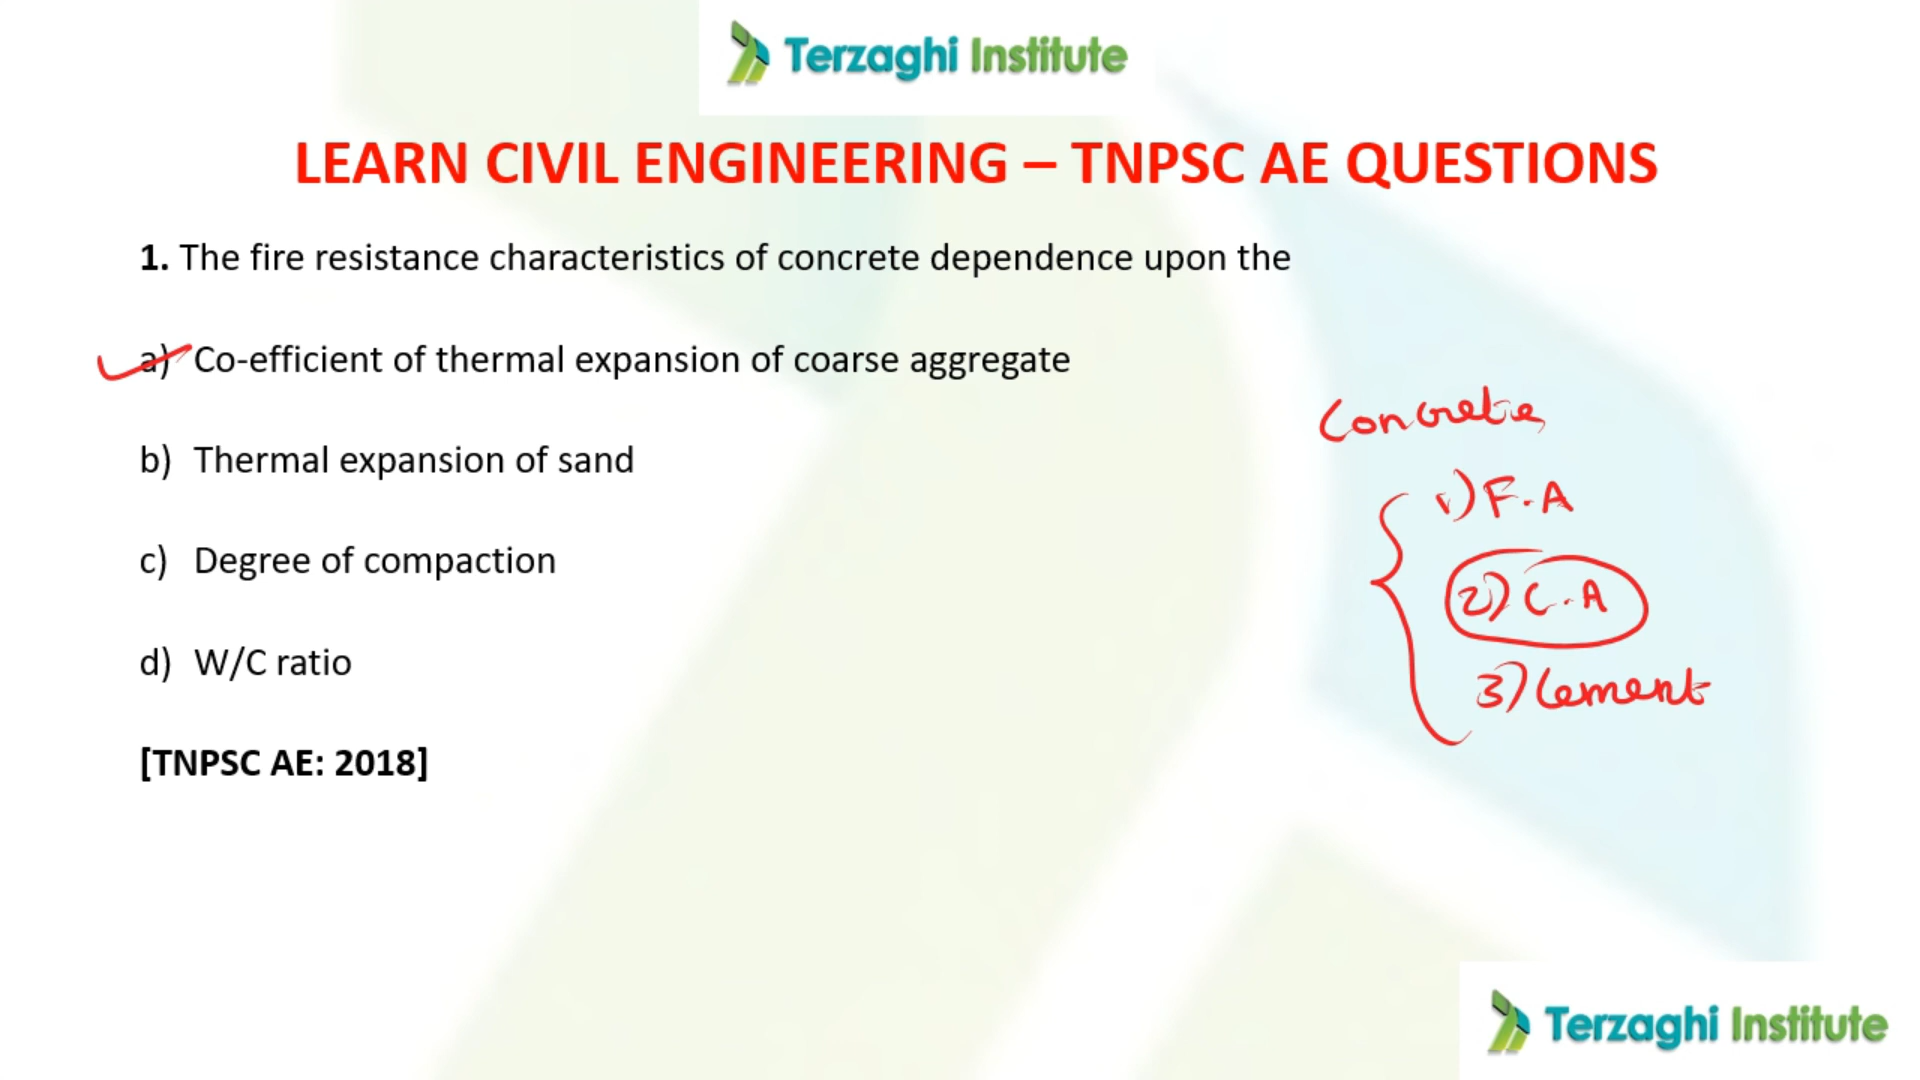 Terzaghi Institute
LEARN CIVIL ENGINEERING – TNPSC AE QUESTIONS
1. The fire resistance characteristics of concrete dependence upon the
a) Co-efficient of thermal expansion of coarse aggregate
b) Thermal expansion of sand
c) Degree of compaction
d) W/C ratio
[TNPSC AE: 2018]
Concrete
1) F.A
2) C.A
3) Cement
Terzaghi Institute